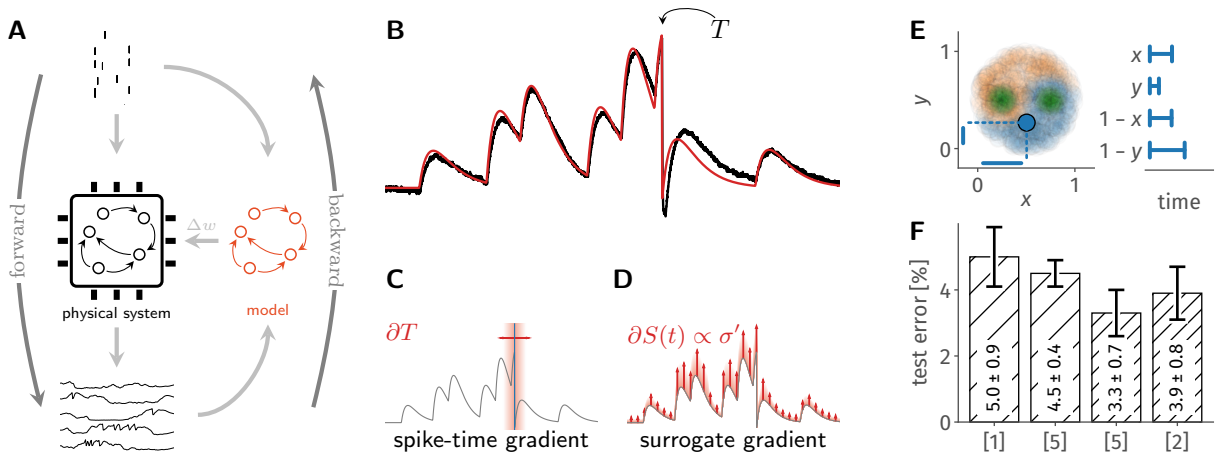 A
forward
backward
Δw
physical system
model
B
T
C
∂T
spike-time gradient
D
∂S(t) ∝ σ′
surrogate gradient
E
y
1
0
0
1
x
x
y
1 − x
1 − y
time
F
test error [%]
4
2
0
5.0 ± 0.9
4.5 ± 0.4
3.3 ± 0.7
3.9 ± 0.8
[1]
[5]
[5]
[2]